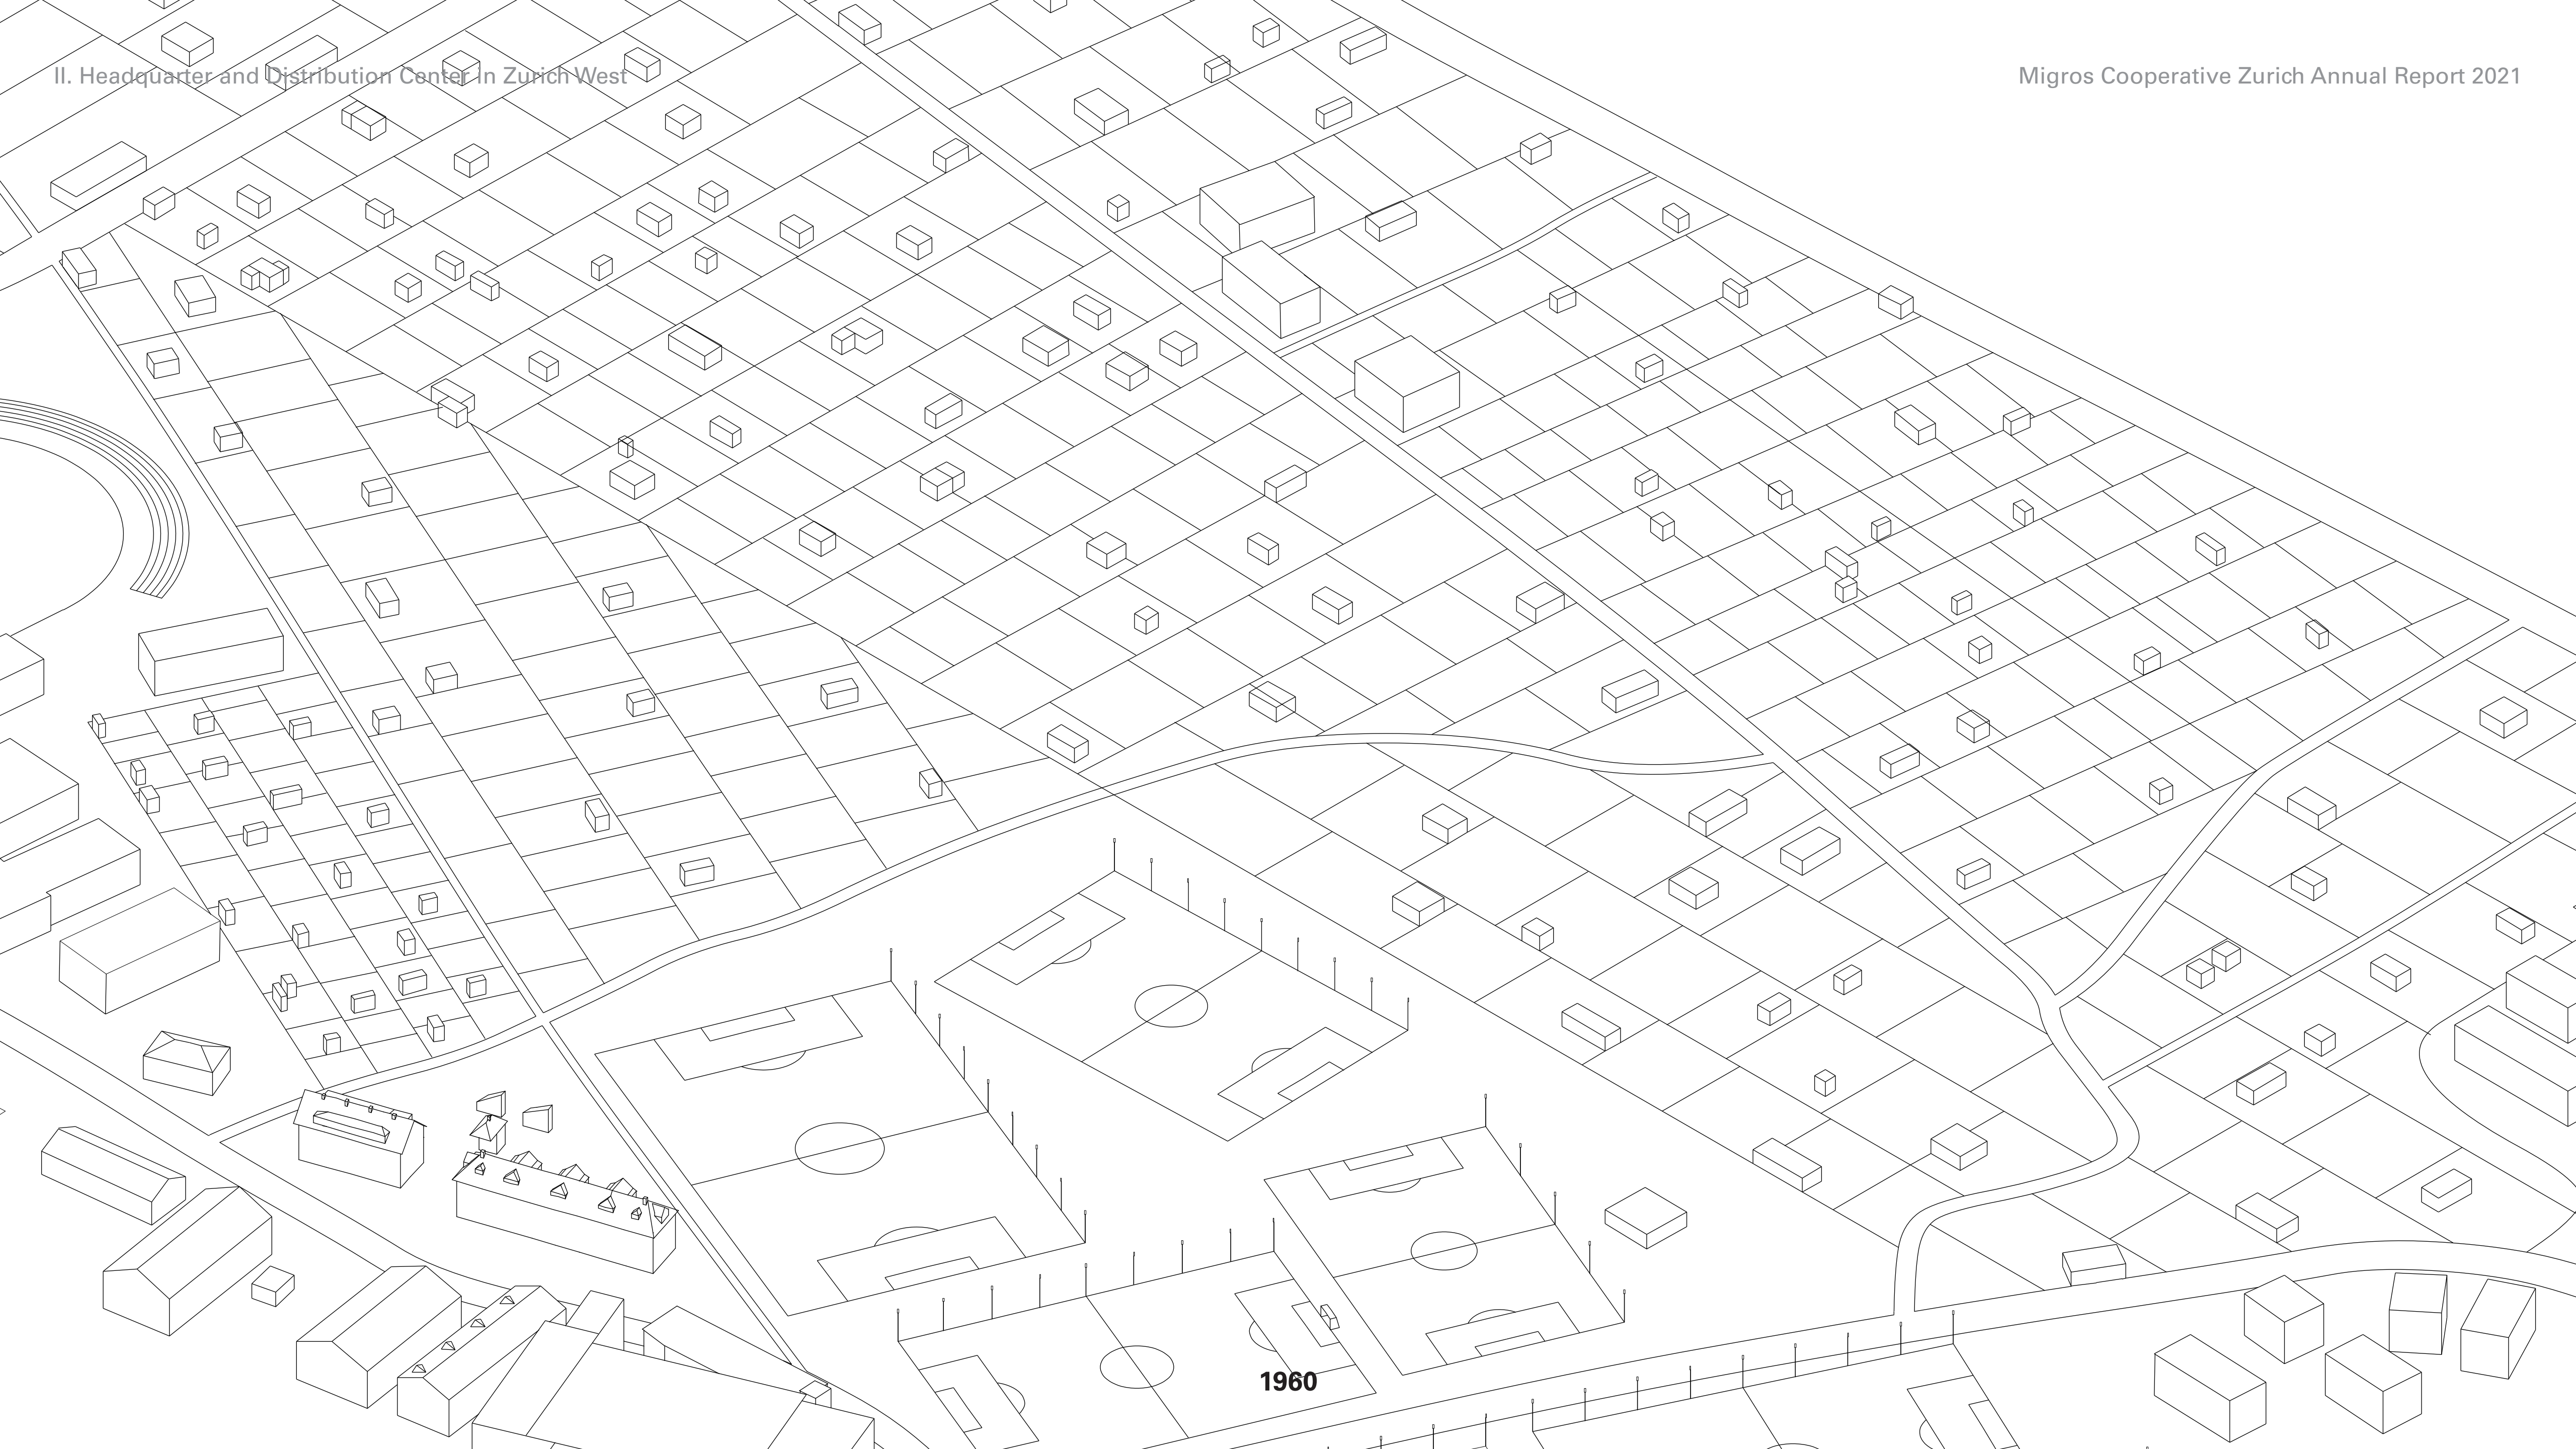 II. Headquarter and Distribution Center in Zurich West
Migros Cooperative Zurich Annual Report 2021
1960